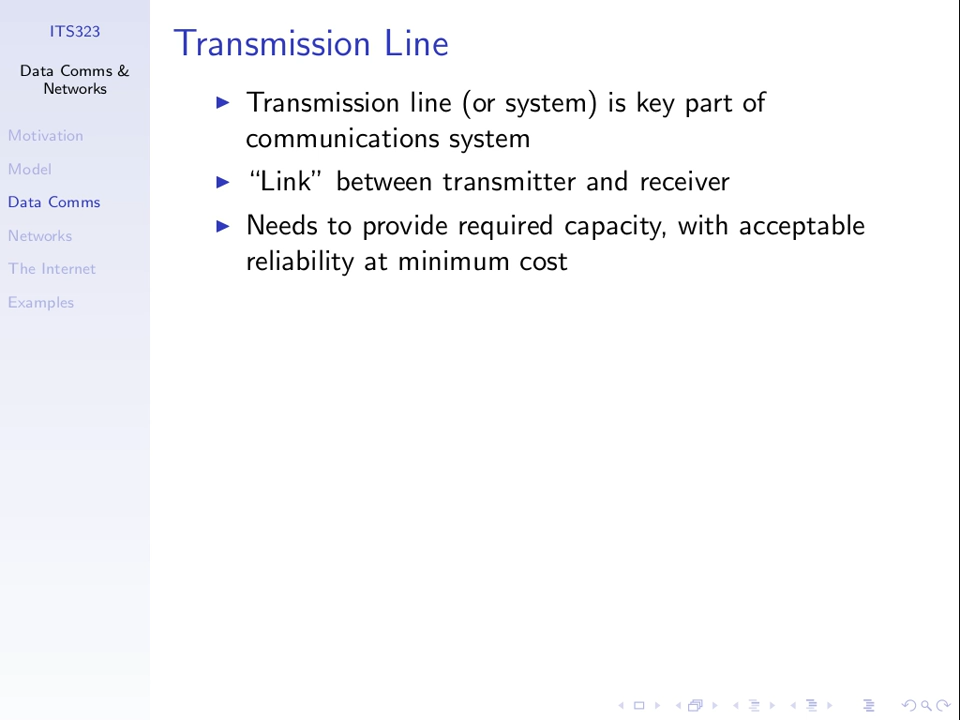 ITS323
Data Comms &
Networks
Motivation
Model
Data Comms
Networks
The Internet
Examples
Transmission Line
Transmission line (or system) is key part of
communications system
“Link” between transmitter and receiver
Needs to provide required capacity, with acceptable
reliability at minimum cost